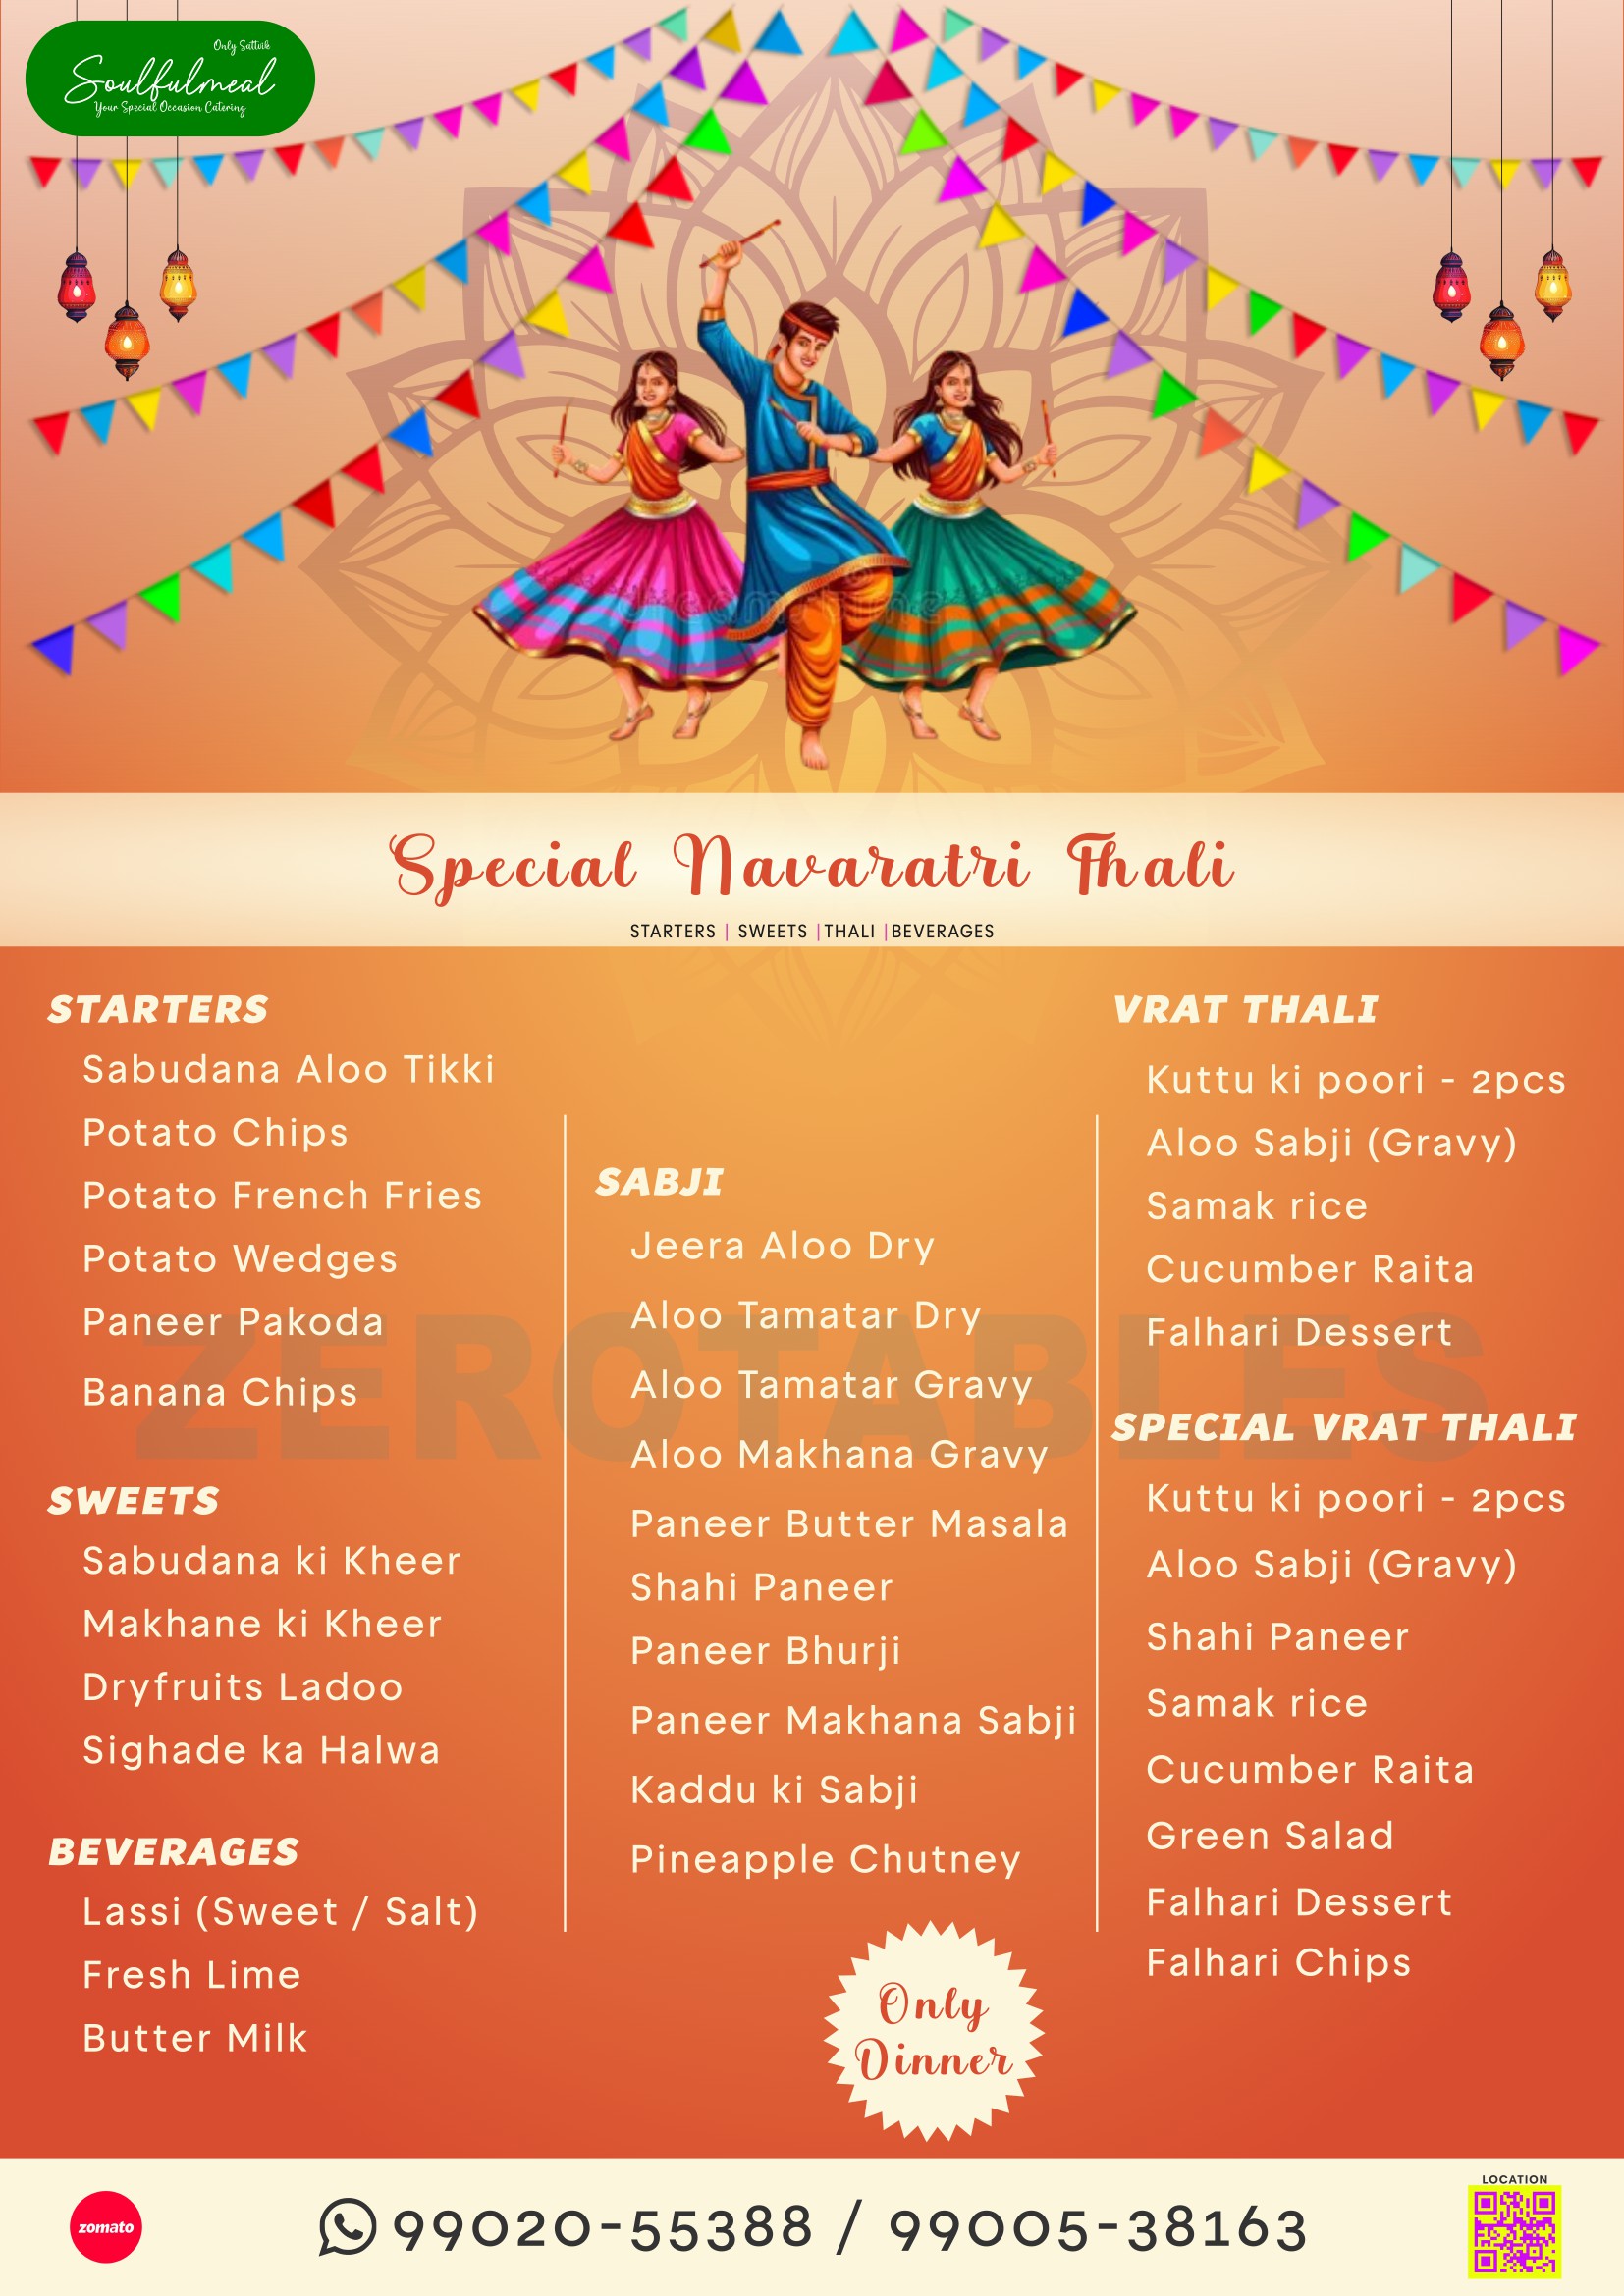 Only Sattvik
Soulfulmeal
Your Special Occasion Catering
dreamstime
Special Navaratri Thali
STARTERS | SWEETS |THALI |BEVERAGES
STARTERS
Sabudana Aloo Tikki
Potato Chips
Potato French Fries
Potato Wedges
Paneer Pakoda
Banana Chips
SWEETS
Sabudana ki Kheer
Makhane ki Kheer
Dryfruits Ladoo
Sighade ka Halwa
BEVERAGES
Lassi (Sweet / Salt)
Fresh Lime
Butter Milk
SABJI
Jeera Aloo Dry
Aloo Tamatar Dry
Aloo Tamatar Gravy
Aloo Makhana Gravy
Paneer Butter Masala
Shahi Paneer
Paneer Bhurji
Paneer Makhana Sabji
Kaddu ki Sabji
Pineapple Chutney
Only
Dinner
VRAT THALI
Kuttu ki poori - 2pcs
Aloo Sabji (Gravy)
Samak rice
Cucumber Raita
Falhari Dessert
SPECIAL VRAT THALI
Kuttu ki poori - 2pcs
Aloo Sabji (Gravy)
Shahi Paneer
Samak rice
Cucumber Raita
Green Salad
Falhari Dessert
Falhari Chips
ZEROTABLES
zomato
99020-55388 / 99005-38163
LOCATION